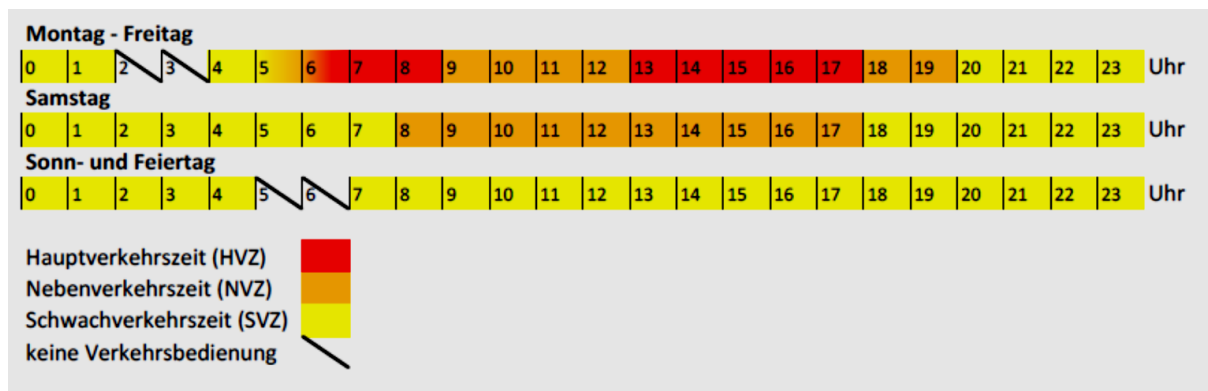 Montag - Freitag
0 1 2 3 4 5 6 7 8 9 10 11 12 13 14 15 16 17 18 19 20 21 22 23 Uhr
Samstag
0 1 2 3 4 5 6 7 8 9 10 11 12 13 14 15 16 17 18 19 20 21 22 23 Uhr
Sonn- und Feiertag
0 1 2 3 4 5 6 7 8 9 10 11 12 13 14 15 16 17 18 19 20 21 22 23 Uhr
Hauptverkehrszeit (HVZ)
Nebenverkehrszeit (NVZ)
Schwachverkehrszeit (SVZ)
keine Verkehrsbedienung